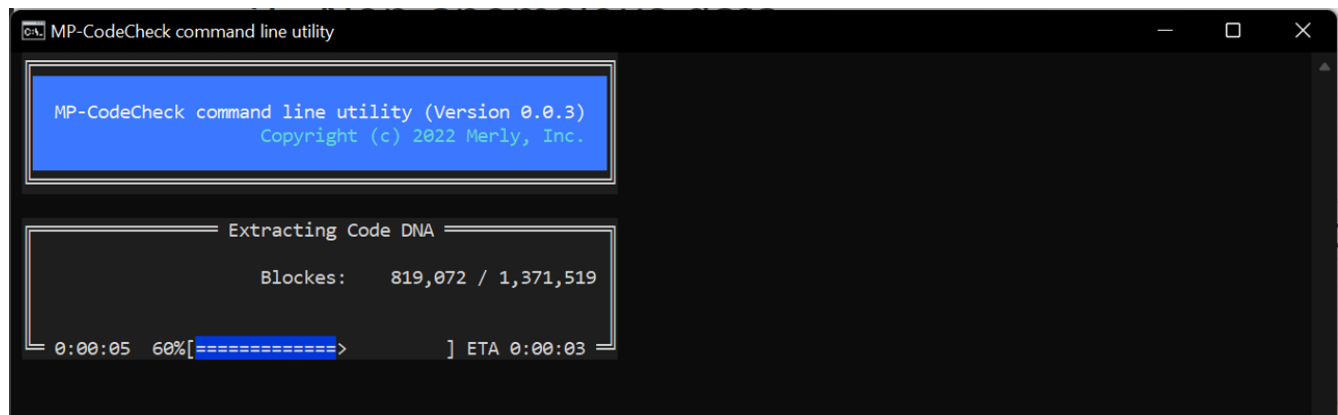 MP-CodeCheck command line utility
MP-CodeCheck command line utility (Version 0.0.3)
Copyright (c) 2022 Merly, Inc.
Extracting Code DNA
Blockes: 819,072 / 1,371,519
0:00:05 60%[=============> ] ETA 0:00:03